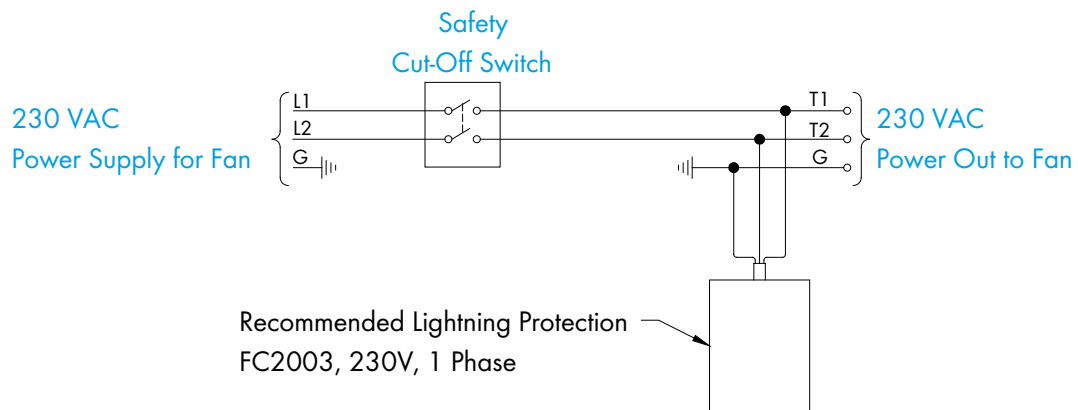 Safety
Cut-Off Switch
230 VAC
Power Supply for Fan
L1
L2
G
T1
T2
G
230 VAC
Power Out to Fan
Recommended Lightning Protection
FC2003, 230V, 1 Phase